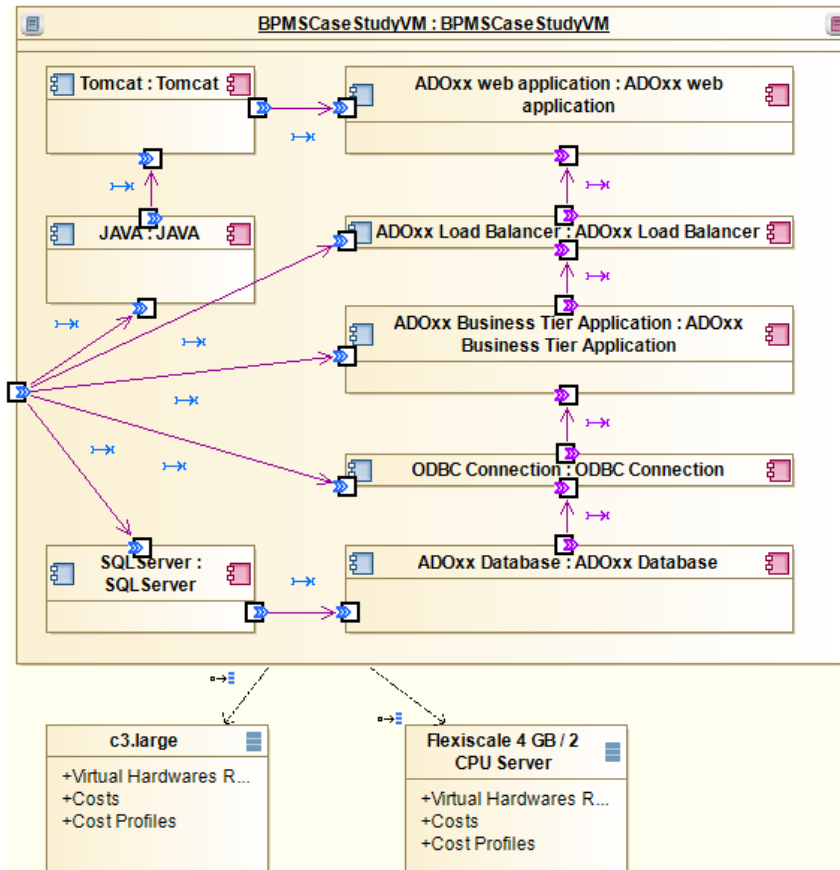 BPMSCaseStudyVM : BPMSCaseStudyVM
Tomcat : Tomcat
ADOxx web application : ADOxx web
application
JAVA : JAVA
ADOxx Load Balancer : ADOxx Load Balancer
ADOxx Business Tier Application : ADOxx
Business Tier Application
ODBC Connection : ODBC Connection
SQLServer :
SQLServer
ADOxx Database : ADOxx Database
c3.large
+Virtual Hardwares R...
+Costs
+Cost Profiles
Flexiscale 4 GB / 2
CPU Server
+Virtual Hardwares R...
+Costs
+Cost Profiles